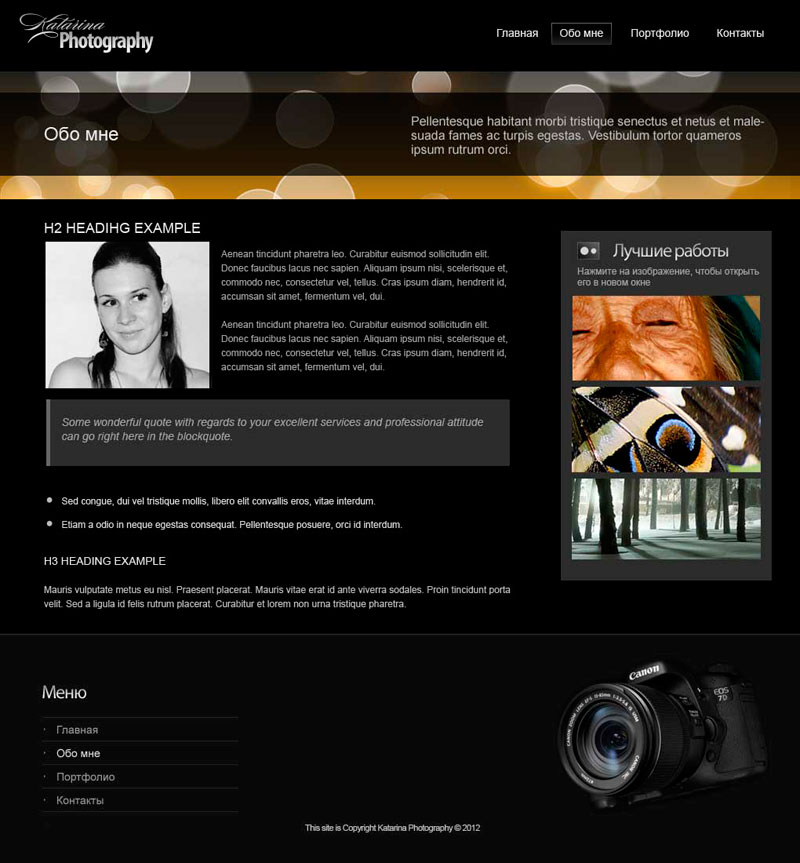 Katarina
Photography
Главная Обо мне Портфолио Контакты
Обо мне
Pellentesque habitant morbi tristique senectus et netus et male-
suada fames ac turpis egestas. Vestibulum tortor quameros
ipsum rutrum orci.
H2 HEADIHG EXAMPLE
Aenean tincidunt pharetra leo. Curabitur euismod sollicitudin elit.
Donec faucibus lacus nec sapien. Aliquam ipsum nisi, scelerisque et,
commodo nec, consectetur vel, tellus. Cras ipsum diam, hendrerit id,
accumsan sit amet, fermentum vel, dui.
Aenean tincidunt pharetra leo. Curabitur euismod sollicitudin elit.
Donec faucibus lacus nec sapien. Aliquam ipsum nisi, scelerisque et,
commodo nec, consectetur vel, tellus. Cras ipsum diam, hendrerit id,
accumsan sit amet, fermentum vel, dui.
Some wonderful quote with regards to your excellent services and professional attitude
can go right here in the blockquote.
Sed congue, dui vel tristique mollis, libero elit convallis eros, vitae interdum.
Etiam a odio in neque egestas consequat. Pellentesque posuere, orci id interdum.
H3 HEADING EXAMPLE
Mauris vulputate metus eu nisl. Praesent placerat. Mauris vitae erat id ante viverra sodales. Proin tincidunt porta
velit. Sed a ligula id felis rutrum placerat. Curabitur et lorem non urna tristique pharetra.
Лучшие работы
Нажмите на изображение, чтобы открыть
его в новом окне
Меню
Главная
Обо мне
Портфолио
Контакты
Canon
EOS
7D
This site is Copyright Katarina Photography © 2012